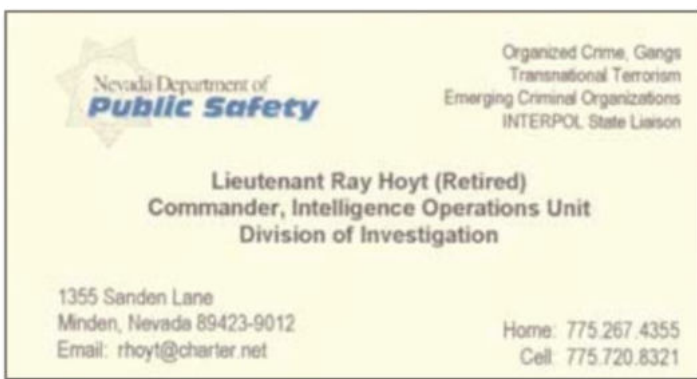 Nevada Department of
Public Safety
Organized Crime, Gangs
Transnational Terrorism
Emerging Criminal Organizations
INTERPOL State Liaison
Lieutenant Ray Hoyt (Retired)
Commander, Intelligence Operations Unit
Division of Investigation
1355 Sanden Lane
Minden, Nevada 89423-9012
Email: rhoyt@charter.net
Home: 775.267.4355
Cell: 775.720.8321